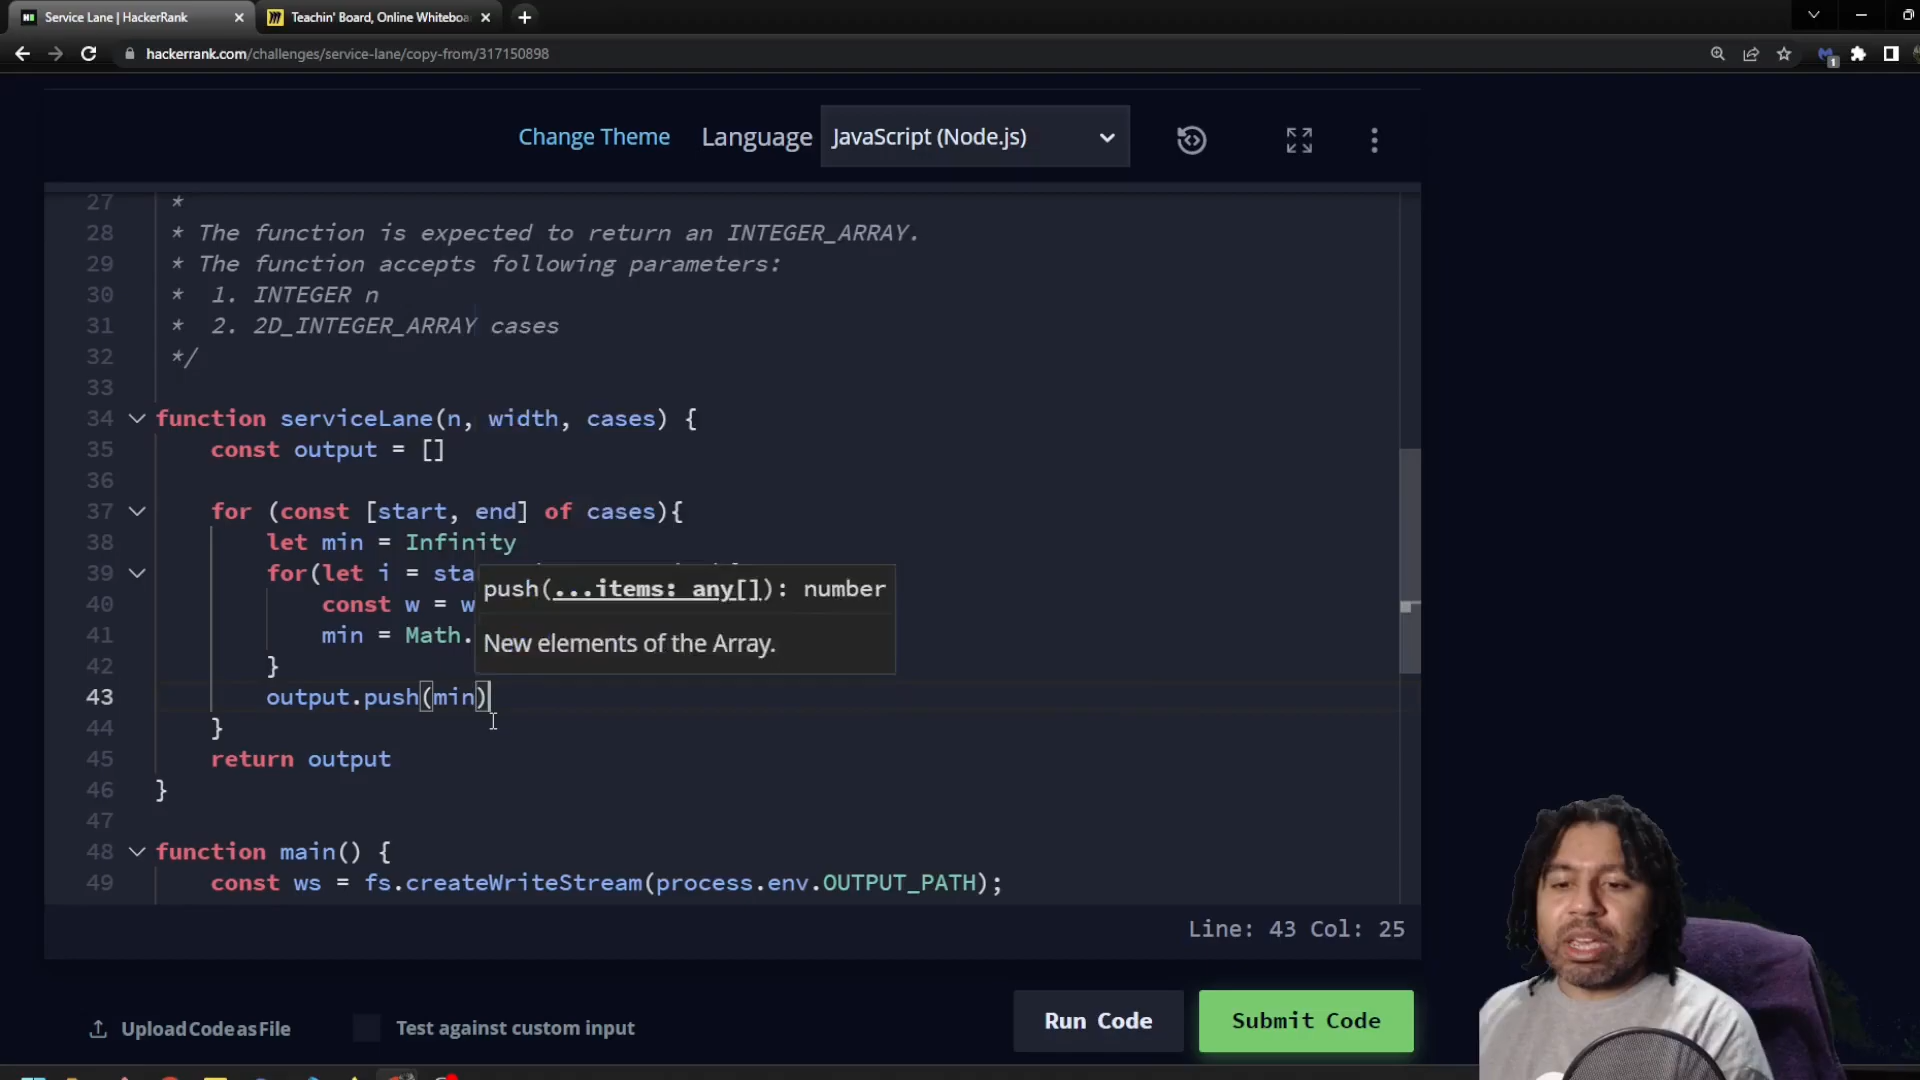 Service Lane | HackerRank
Teachin' Board, Online Whiteboa
hackerrank.com/challenges/service-lane/copy-from/317150898
1
Change Theme Language JavaScript (Node.js)
27 *
28 * The function is expected to return an INTEGER_ARRAY.
29 * The function accepts following parameters:
30 * 1. INTEGER n
31 * 2. 2D_INTEGER_ARRAY cases
32 */
33
34 function serviceLane(n, width, cases) {
35 const output = []
36
37 for (const [start, end] of cases){
38 let min = Infinity
39 for(let i = sta
push(...items: any[]): number
40 const w = w
41 min = Math.
New elements of the Array.
42 }
43 output.push(min)
44 }
45 return output
46 }
47
48 function main() {
49 const ws = fs.createWriteStream(process.env.OUTPUT_PATH);
Line: 43 Col: 25
Upload Code as File Test against custom input Run Code Submit Code